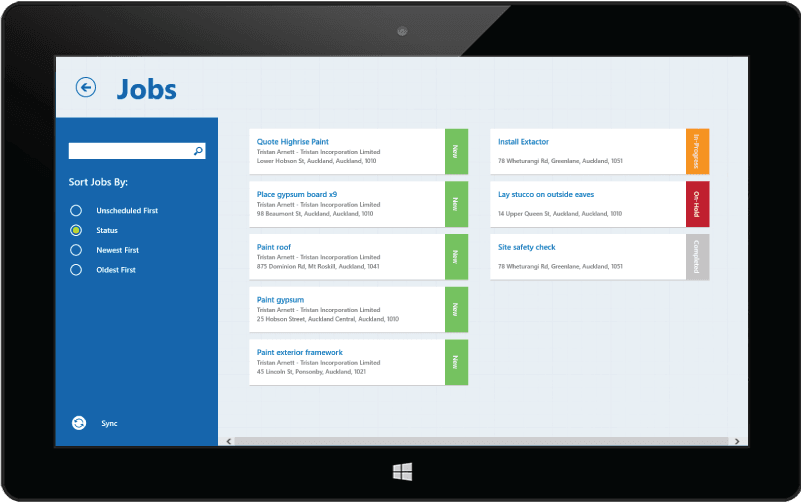 Jobs
Sort Jobs By:
Unscheduled First
Status
Newest First
Oldest First
Sync
Quote Highrise Paint
Tristan Arnett - Tristan Incorporation Limited
Lower Hobson St, Auckland, Auckland, 1010
New
Place gypsum board x9
Tristan Arnett - Tristan Incorporation Limited
98 Beaumont St, Auckland, Auckland, 1010
New
Paint roof
Tristan Arnett - Tristan Incorporation Limited
875 Dominion Rd, Mt Roskill, Auckland, 1041
New
Paint gypsum
Tristan Arnett - Tristan Incorporation Limited
25 Hobson Street, Auckland Central, Auckland, 1010
New
Paint exterior framework
Tristan Arnett - Tristan Incorporation Limited
45 Lincoln St, Ponsonby, Auckland, 1021
New
Install Extactor
78 Wheturangi Rd, Greenlane, Auckland, 1051
In-Progress
Lay stucco on outside eaves
14 Upper Queen St, Auckland, Auckland, 1010
On-Hold
Site safety check
78 Wheturangi Rd, Greenlane, Auckland, 1051
Completed